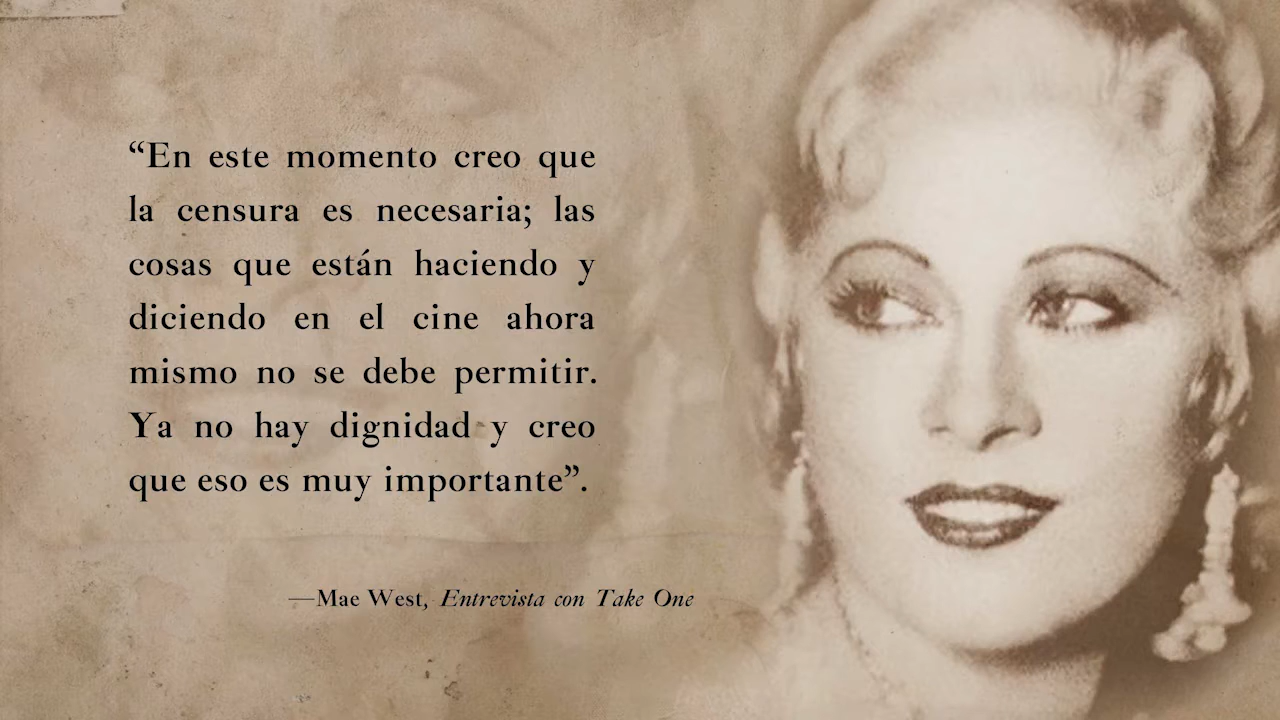 “En este momento creo que
la censura es necesaria; las
cosas que están haciendo y
diciendo en el cine ahora
mismo no se debe permitir.
Ya no hay dignidad y creo
que eso es muy importante”.
—Mae West, Entrevista con Take One